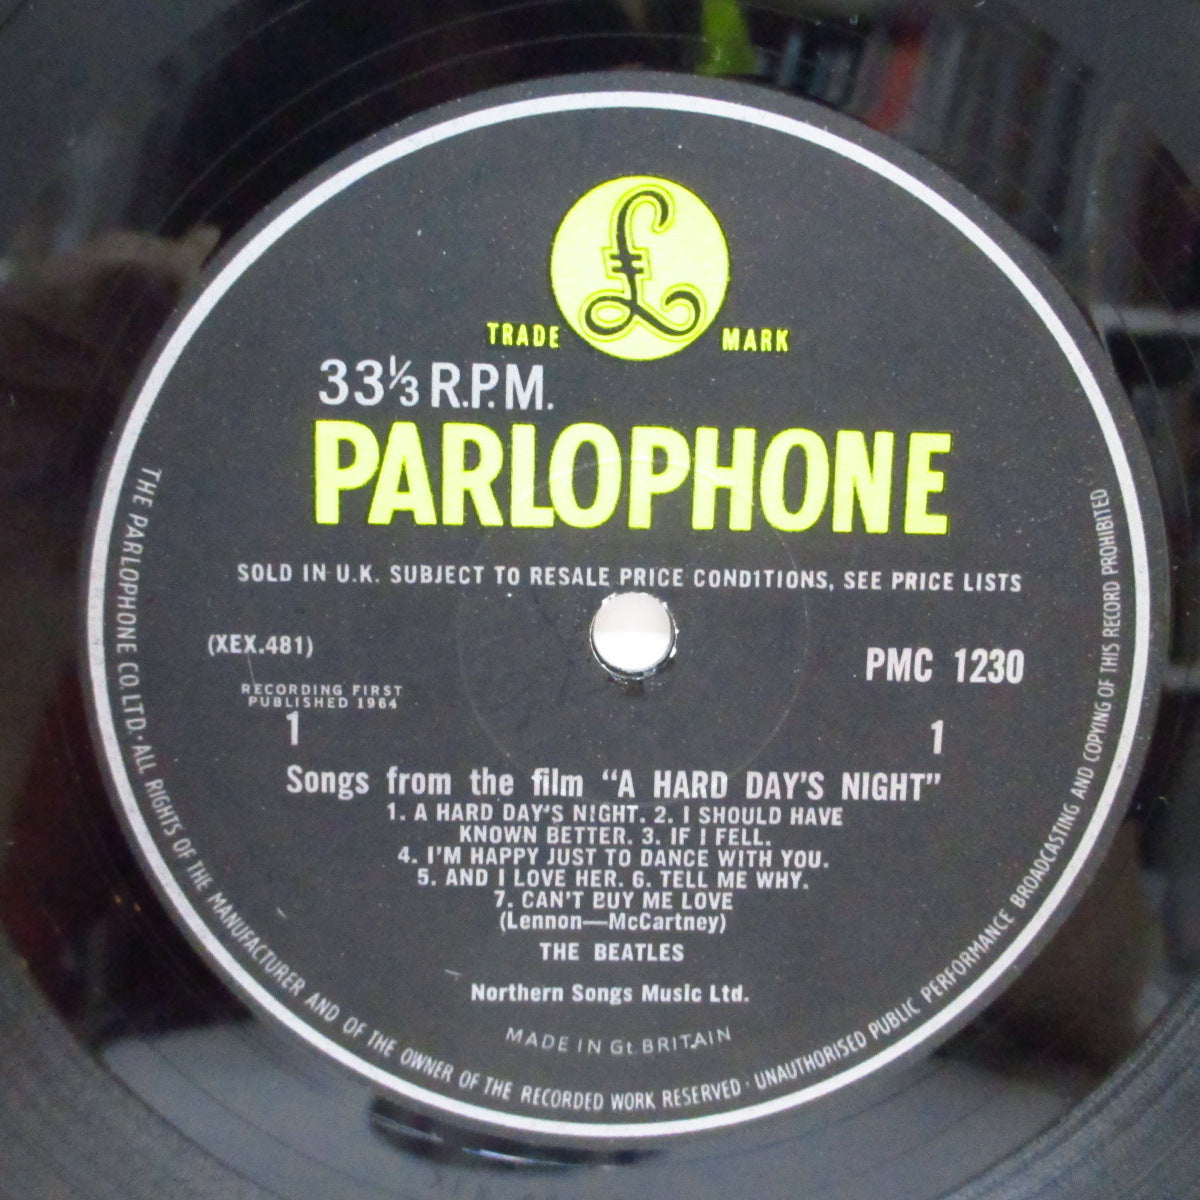 £
TRADE MARK
33⅓ R.P.M.
PARLOPHONE
SOLD IN U.K. SUBJECT TO RESALE PRICE CONDITIONS, SEE PRICE LISTS
(XEX.481)
PMC 1230
RECORDING FIRST
PUBLISHED 1964
1
1
Songs from the film "A HARD DAY'S NIGHT"
1. A HARD DAY'S NIGHT. 2. I SHOULD HAVE
KNOWN BETTER. 3. IF I FELL.
4. I'M HAPPY JUST TO DANCE WITH YOU.
5. AND I LOVE HER. 6. TELL ME WHY.
7. CAN'T BUY ME LOVE
(Lennon—McCartney)
THE BEATLES
Northern Songs Music Ltd.
MADE IN Gt. BRITAIN
THE PARLOPHONE CO. LTD. · ALL RIGHTS OF THE MANUFACTURER AND OF THE OWNER OF THE RECORDED WORK RESERVED · UNAUTHORISED PUBLIC PERFORMANCE BROADCASTING AND COPYING OF THIS RECORD PROHIBITED